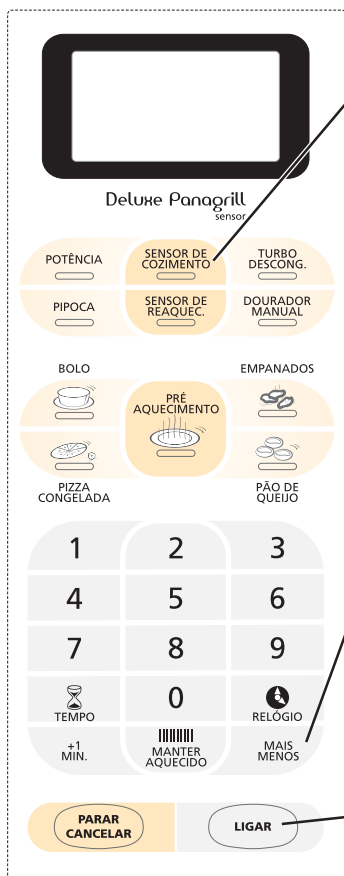 Deluxe Panagrill
sensor
POTÊNCIA
SENSOR DE
COZIMENTO
TURBO
DESCONG.
PIPOCA
SENSOR DE
REAQUEC.
DOURADOR
MANUAL
BOLO
EMPANADOS
PRÉ
AQUECIMENTO
PIZZA
CONGELADA
PÃO DE
QUEIJO
1
2
3
4
5
6
7
8
9
TEMPO
0
RELÓGIO
+1
MIN.
MANTER
AQUECIDO
MAIS
MENOS
PARAR
CANCELAR
LIGAR